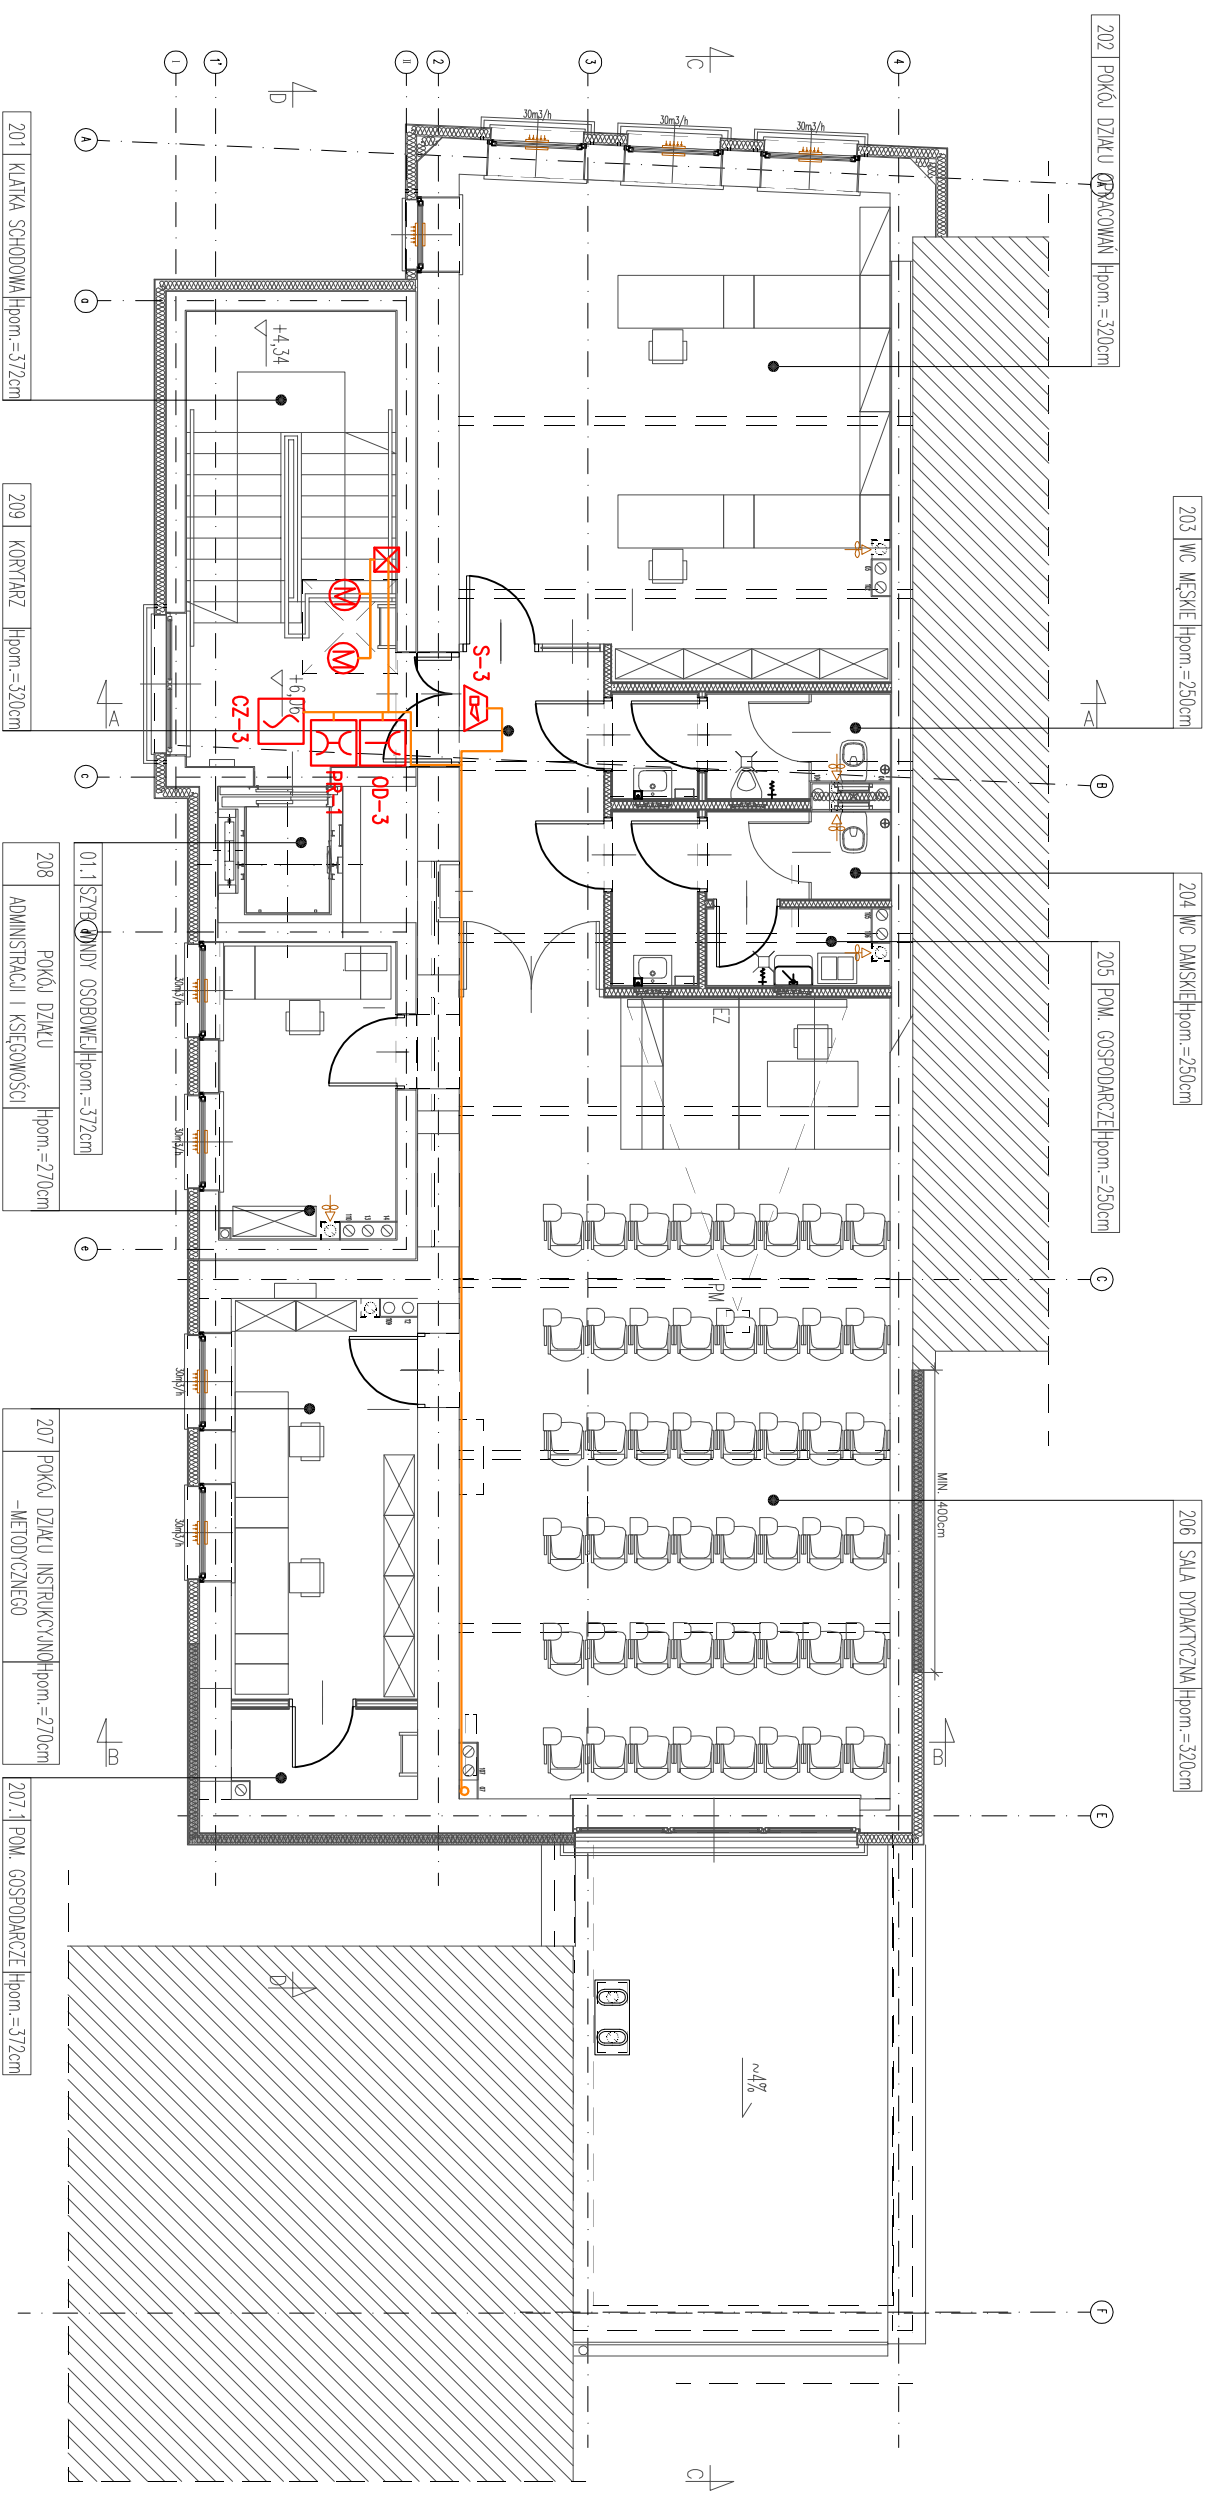 202 POKÓJ DZIAŁU OPRACOWAŃ Hpom.=320cm
203 WC MĘSKIE Hpom.=250cm
204 WC DAMSKIE Hpom.=250cm
205 POM. GOSPODARCZE Hpom.=250cm
206 SALA DYDAKTYCZNA Hpom.=320cm
201 KLATKA SCHODOWA Hpom.=372cm
209 KORYTARZ Hpom.=320cm
01.1 SZYB WINDY OSOBOWEJ Hpom.=372cm
208 POKÓJ DZIAŁU
ADMINISTRACJI I KSIĘGOWOŚCI Hpom.=270cm
207 POKÓJ DZIAŁU INSTRUKCYJNO
-METODYCZNEGO Hpom.=270cm
207.1 POM. GOSPODARCZE Hpom.=372cm
I
1'
II
2
3
4
A
a
c
d
e
A
B
C
E
F
C
D
A
A
B
B
D
C
30m3/h
30m3/h
30m3/h
30m3/h
30m3/h
30m3/h
30m3/h
+4,34
+6,06
M
M
S-3
CZ-3
PR-1
OD-3
EZ
PM
MIN. 400cm
~4%